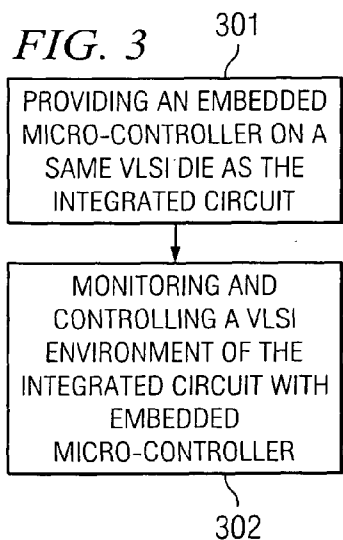 FIG. 3
301
PROVIDING AN EMBEDDED
MICRO-CONTROLLER ON A
SAME VLSI DIE AS THE
INTEGRATED CIRCUIT
MONITORING AND
CONTROLLING A VLSI
ENVIRONMENT OF THE
INTEGRATED CIRCUIT WITH
EMBEDDED
MICRO-CONTROLLER
302